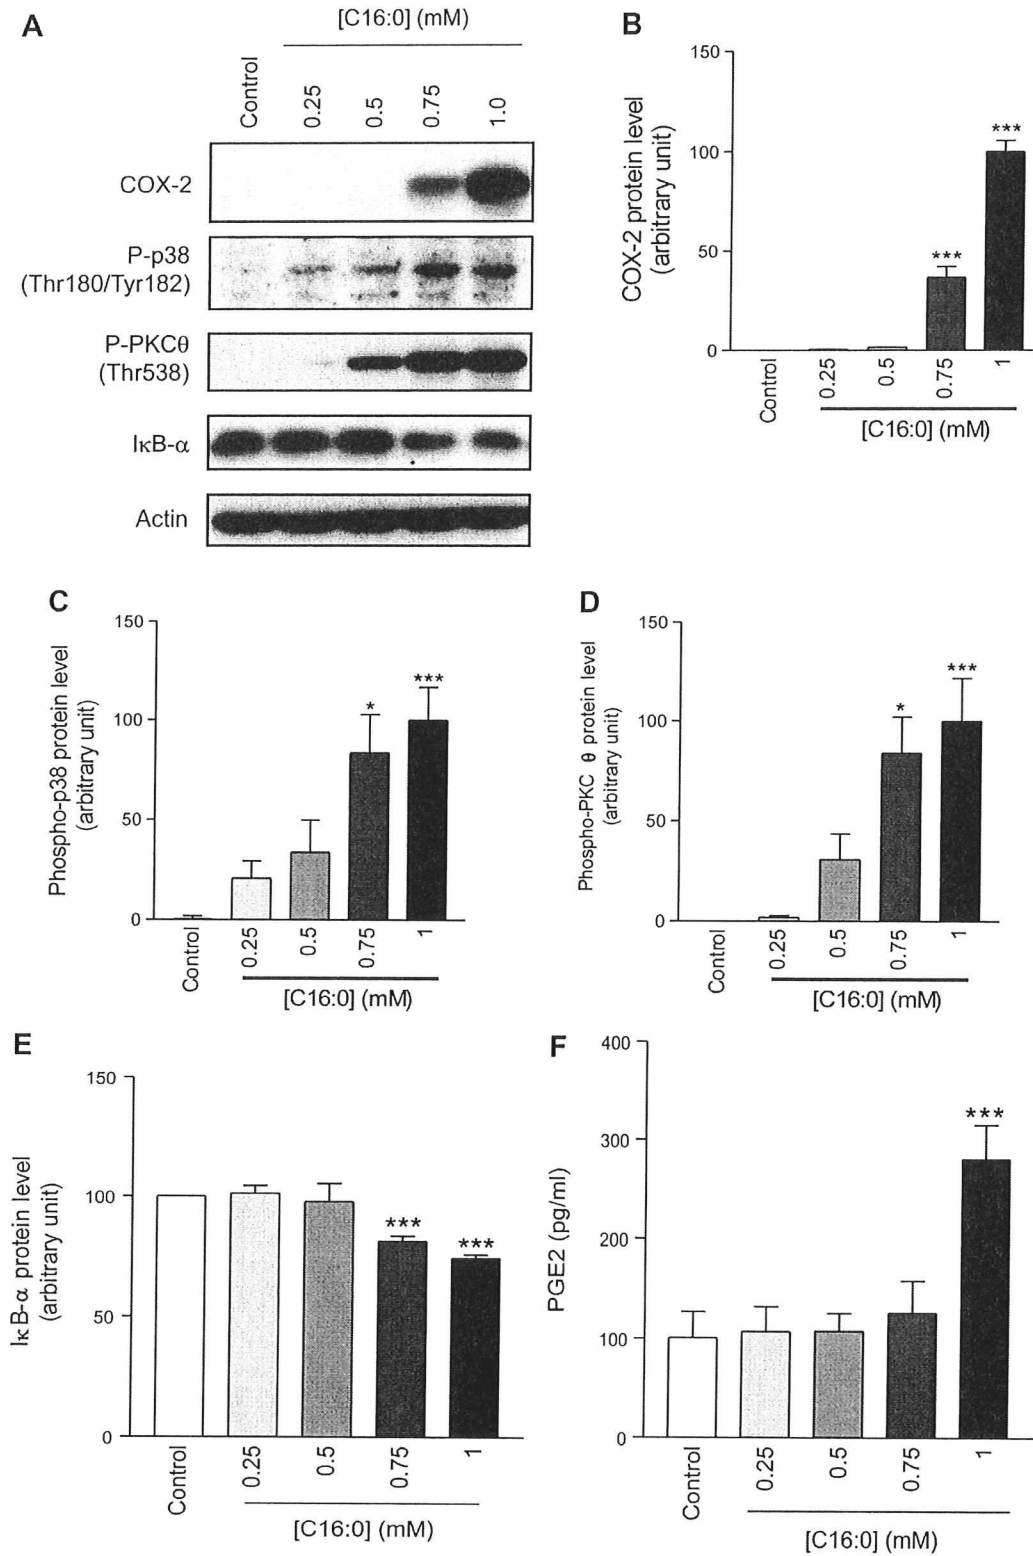 A
[C16:0] (mM)
Control
0.25
0.5
0.75
1.0
COX-2
P-p38
(Thr180/Tyr182)
P-PKCθ
(Thr538)
IκB-α
Actin
B
COX-2 protein level
(arbitrary unit)
150
100
50
0
***
***
Control
0.25
0.5
0.75
1
[C16:0] (mM)
C
Phospho-p38 protein level
(arbitrary unit)
150
100
50
0
*
***
Control
0.25
0.5
0.75
1
[C16:0] (mM)
D
Phospho-PKC θ protein level
(arbitrary unit)
150
100
50
0
*
***
Control
0.25
0.5
0.75
1
[C16:0] (mM)
E
IκB-α protein level
(arbitrary unit)
150
100
50
0
***
***
Control
0.25
0.5
0.75
1
[C16:0] (mM)
F
PGE2 (pg/ml)
400
300
200
100
0
***
Control
0.25
0.5
0.75
1
[C16:0] (mM)